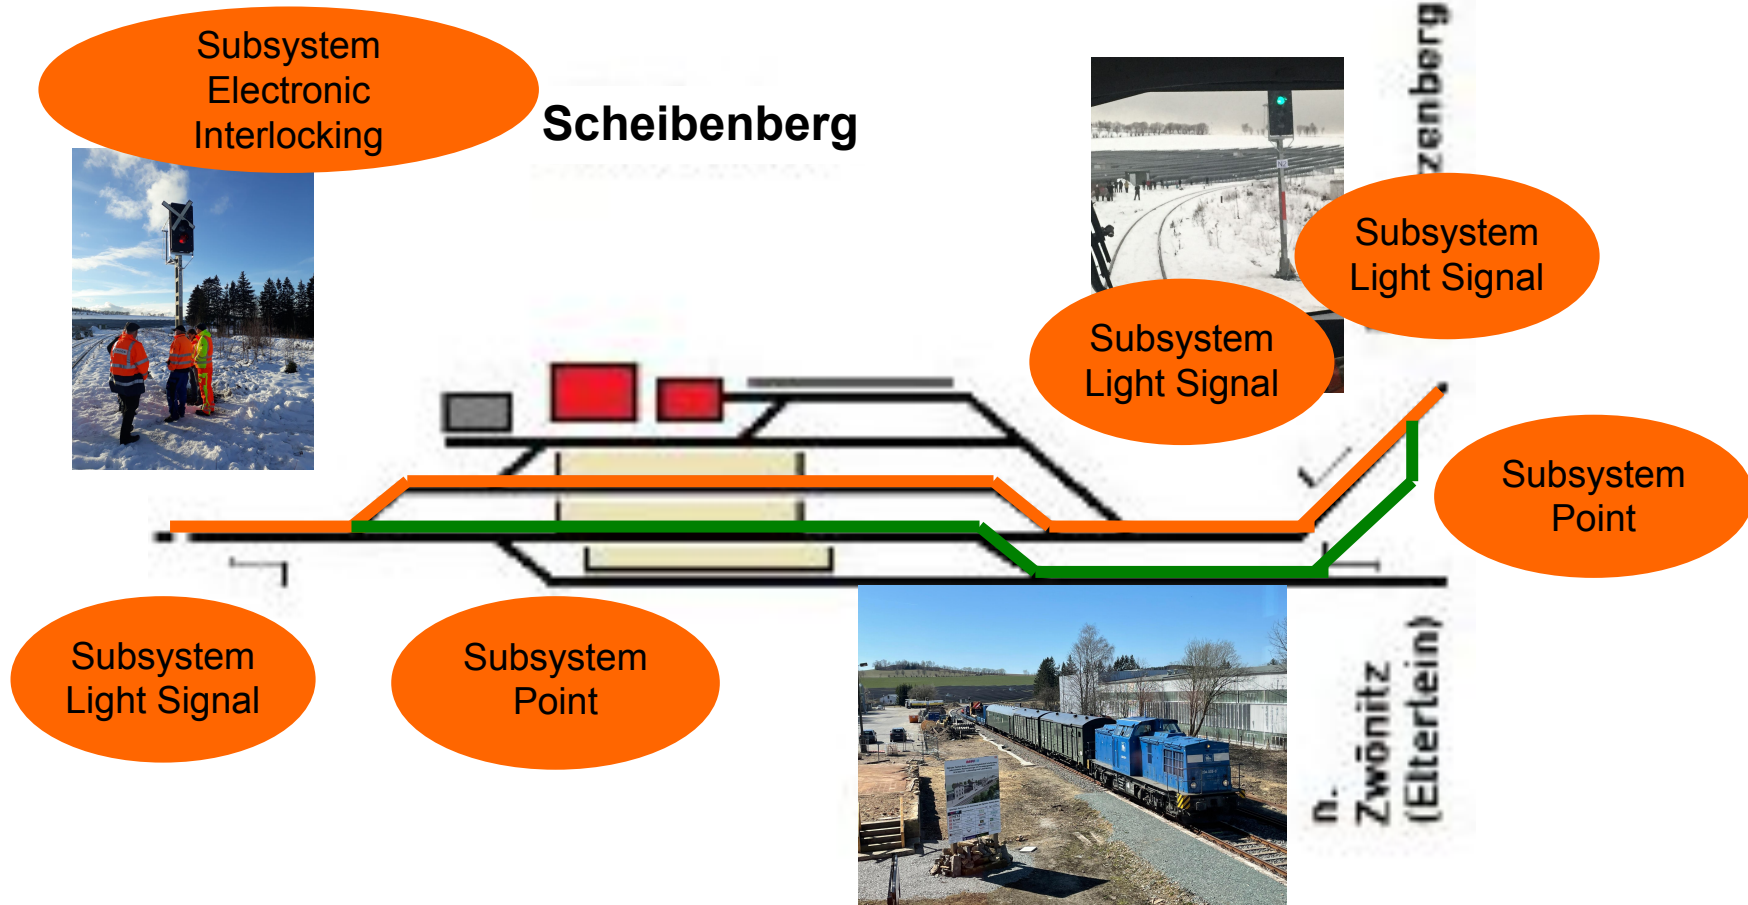 Subsystem
Electronic
Interlocking
Scheibenberg
zenberg
Subsystem
Light Signal
Subsystem
Light Signal
Subsystem
Point
Subsystem
Light Signal
Subsystem
Point
n.
Zwönitz
(Elterlein)